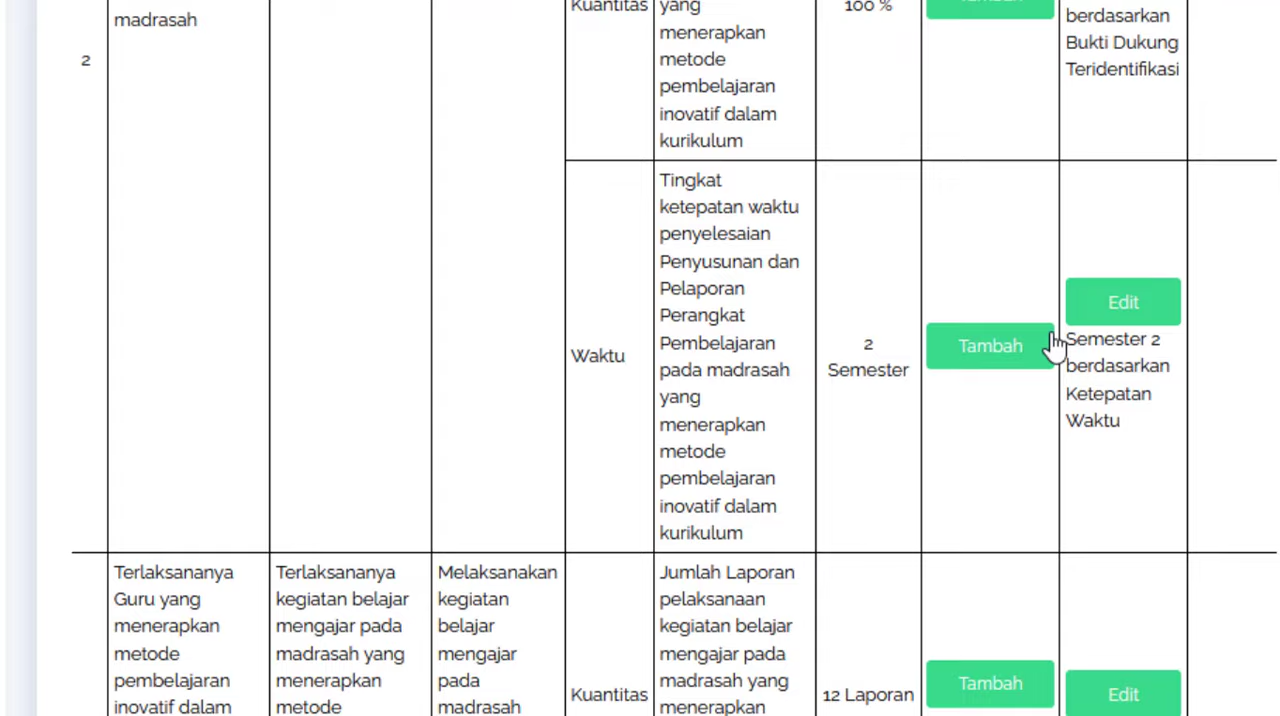 2
madrasah
Kuantitas
yang
menerapkan
metode
pembelajaran
inovatif dalam
kurikulum
100 %
Tambah
berdasarkan
Bukti Dukung
Teridentifikasi
Waktu
Tingkat
ketepatan waktu
penyelesaian
Penyusunan dan
Pelaporan
Perangkat
Pembelajaran
pada madrasah
yang
menerapkan
metode
pembelajaran
inovatif dalam
kurikulum
2
Semester
Tambah
Edit
Semester 2
berdasarkan
Ketepatan
Waktu
Terlaksananya
Guru yang
menerapkan
metode
pembelajaran
inovatif dalam
Terlaksananya
kegiatan belajar
mengajar pada
madrasah yang
menerapkan
metode
Melaksanakan
kegiatan
belajar
mengajar
pada
madrasah
Kuantitas
Jumlah Laporan
pelaksanaan
kegiatan belajar
mengajar pada
madrasah yang
menerapkan
12 Laporan
Tambah
Edit